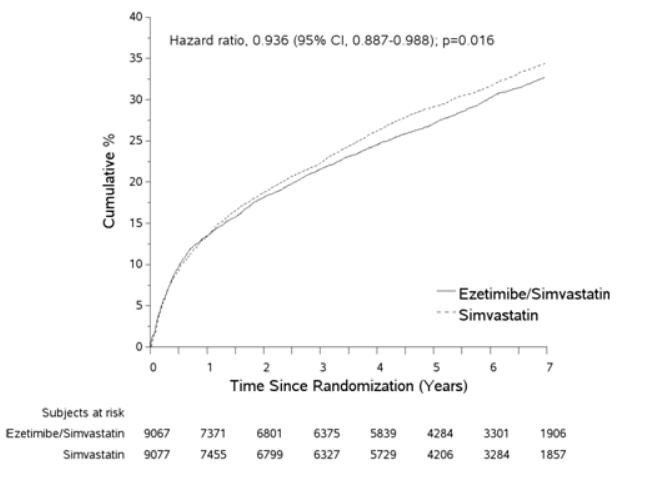 40
Hazard ratio, 0.936 (95% CI, 0.887-0.988); p=0.016
35
30
25
Cumulative %
20
15
10
Ezetimibe/Simvastatin
5
Simvastatin
0
0 1 2 3 4 5 6 7
Time Since Randomization (Years)
Subjects at risk
Ezetimibe/Simvastatin 9067 7371 6801 6375 5839 4284 3301 1906
Simvastatin 9077 7455 6799 6327 5729 4206 3284 1857